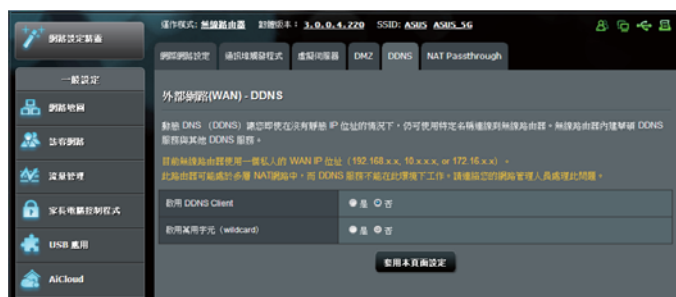 運作模式: 無線路由器 韌體版本: 3.0.0.4.220 SSID: ASUS ASUS_5G
網路設定精靈
網際網路設定 通訊埠觸發程式 虛擬伺服器 DMZ DDNS NAT Passthrough
一般設定
外部網路(WAN) - DDNS
網路地圖
動態 DNS (DDNS) 讓您即使在沒有靜態 IP 位址的情況下,仍可使用特定名稱連線到無線路由器。無線路由器內建華碩 DDNS
服務與其他 DDNS 服務。
訪客網路
目前無線路由器使用一個私人的 WAN IP 位址 (192.168.x.x, 10.x.x.x, or 172.16.x.x)。
此路由器可能處於多層 NAT網路中,而 DDNS 服務不能在此環境下工作。請連絡您的網路管理人員處理此問題。
流量管理
啟用 DDNS Client 是 否
家長電腦控制程式
啟用萬用字元 (wildcard) 是 否
USB 應用
套用本頁面設定
AiCloud